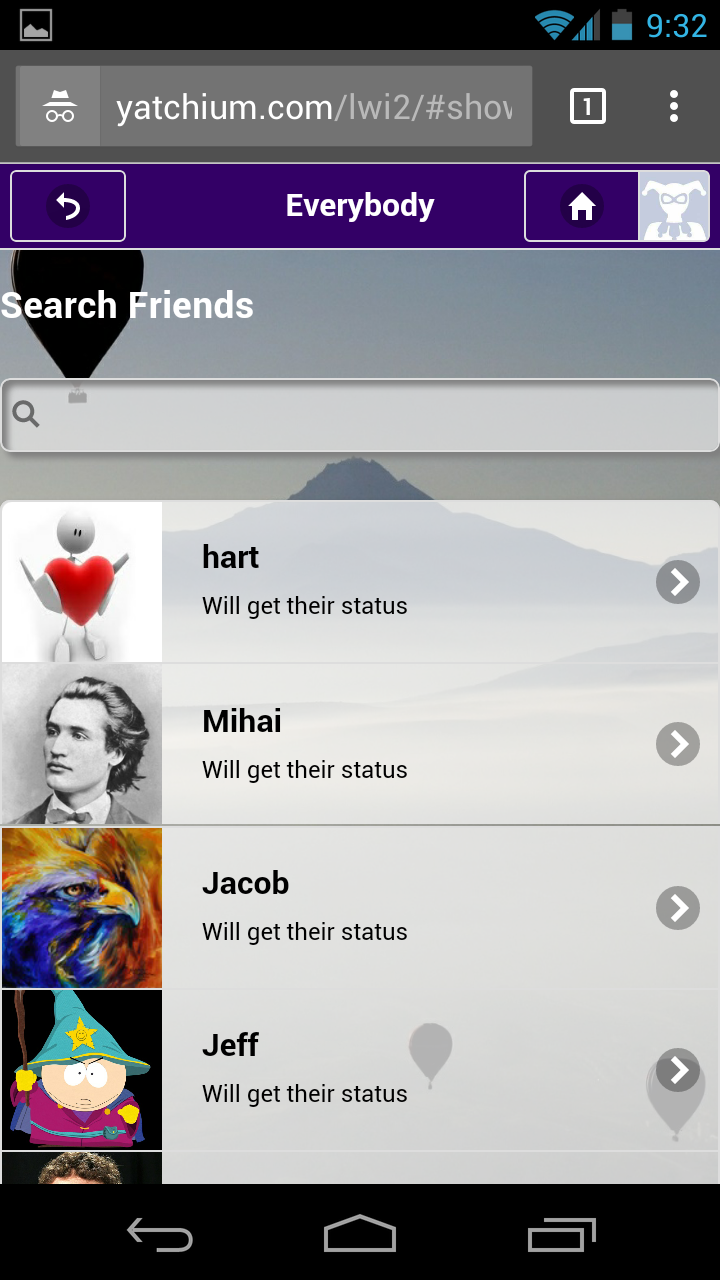 9:32
yatchium.com/lwi2/#show
1
Everybody
Search Friends
hart
Will get their status
Mihai
Will get their status
Jacob
Will get their status
Jeff
Will get their status